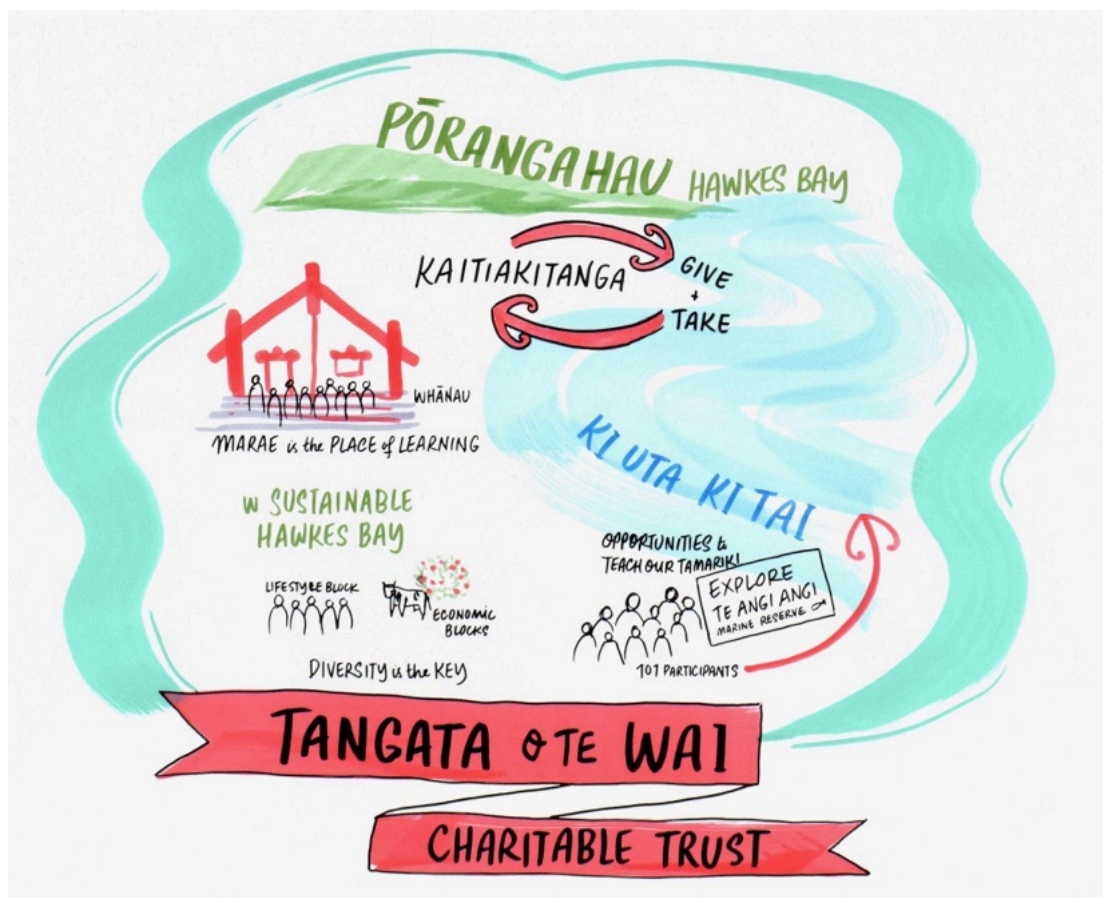 PŌRANGAHAU HAWKES BAY
KAITIAKITANGA
GIVE
+
TAKE
WHĀNAU
MARAE is the PLACE of LEARNING
KI UTA KI TAI
W SUSTAINABLE
HAWKES BAY
LIFESTYLE BLOCK
ECONOMIC
BLOCKS
DIVERSITY is the KEY
OPPORTUNITIES to
TEACH OUR TAMARIKI
EXPLORE
TE ANGI ANGI
MARINE RESERVE
101 PARTICIPANTS
TANGATA O TE WAI
CHARITABLE TRUST